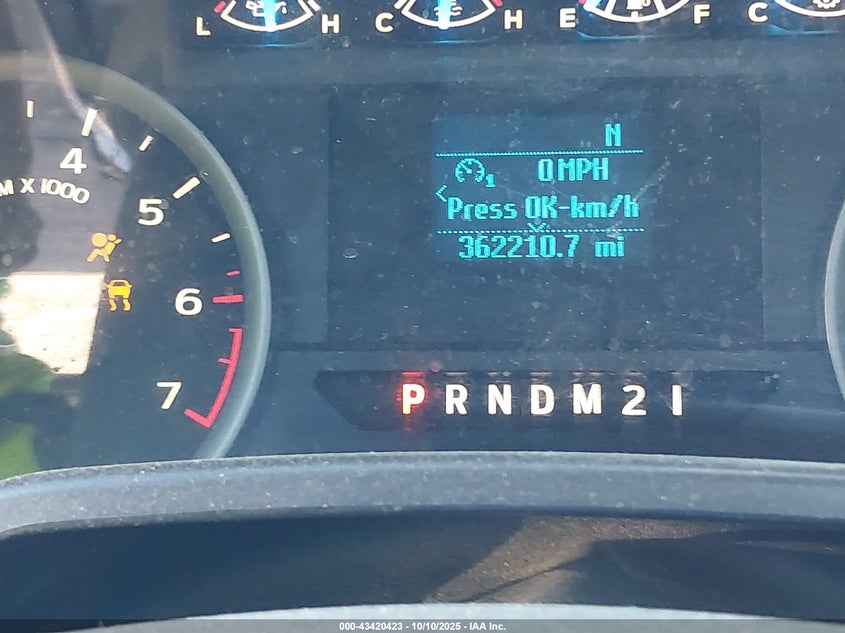 L H C H E F C
N
4
M X 1000
0 MPH
1
5
Press OK-km/h
362210.7 mi
6
7
P R N D M 2 1
000-43420423 - 10/10/2025 - IAA Inc.